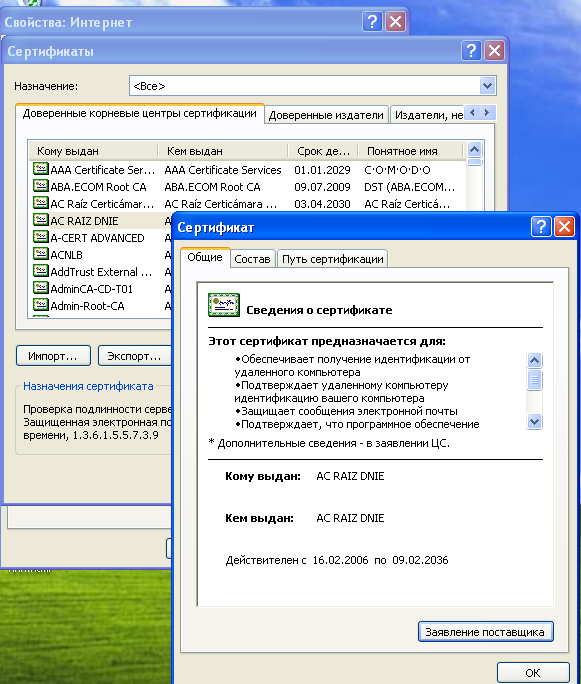 Свойства: Интернет
Сертификаты
Назначение:
<Все>
Доверенные корневые центры сертификации
Доверенные издатели
Издатели, не
Кому выдан
Кем выдан
Срок де...
Понятное имя
AAA Certificate Ser...
AAA Certificate Services
01.01.2029
C·O·M·O·D·O
ABA.ECOM Root CA
ABA.ECOM Root CA
09.07.2009
DST (ABA.ECOM...
AC Raíz Certicámar...
AC Raíz Certicámara ...
03.04.2030
AC Raíz Certicá...
AC RAIZ DNIE
A-CERT ADVANCED
ACNLB
AddTrust External ...
AdminCA-CD-T01
Admin-Root-CA
Импорт...
Экспорт...
Назначения сертификата
Проверка подлинности серве
Защищенная электронная по
времени, 1.3.6.1.5.5.7.3.9
Сертификат
Общие
Состав
Путь сертификации
Сведения о сертификате
Этот сертификат предназначается для:
•Обеспечивает получение идентификации от
удаленного компьютера
•Подтверждает удаленному компьютеру
идентификацию вашего компьютера
•Защищает сообщения электронной почты
•Подтверждает, что программное обеспечение
* Дополнительные сведения - в заявлении ЦС.
Кому выдан: AC RAIZ DNIE
Кем выдан: AC RAIZ DNIE
Действителен с 16.02.2006 по 09.02.2036
Заявление поставщика
ОК